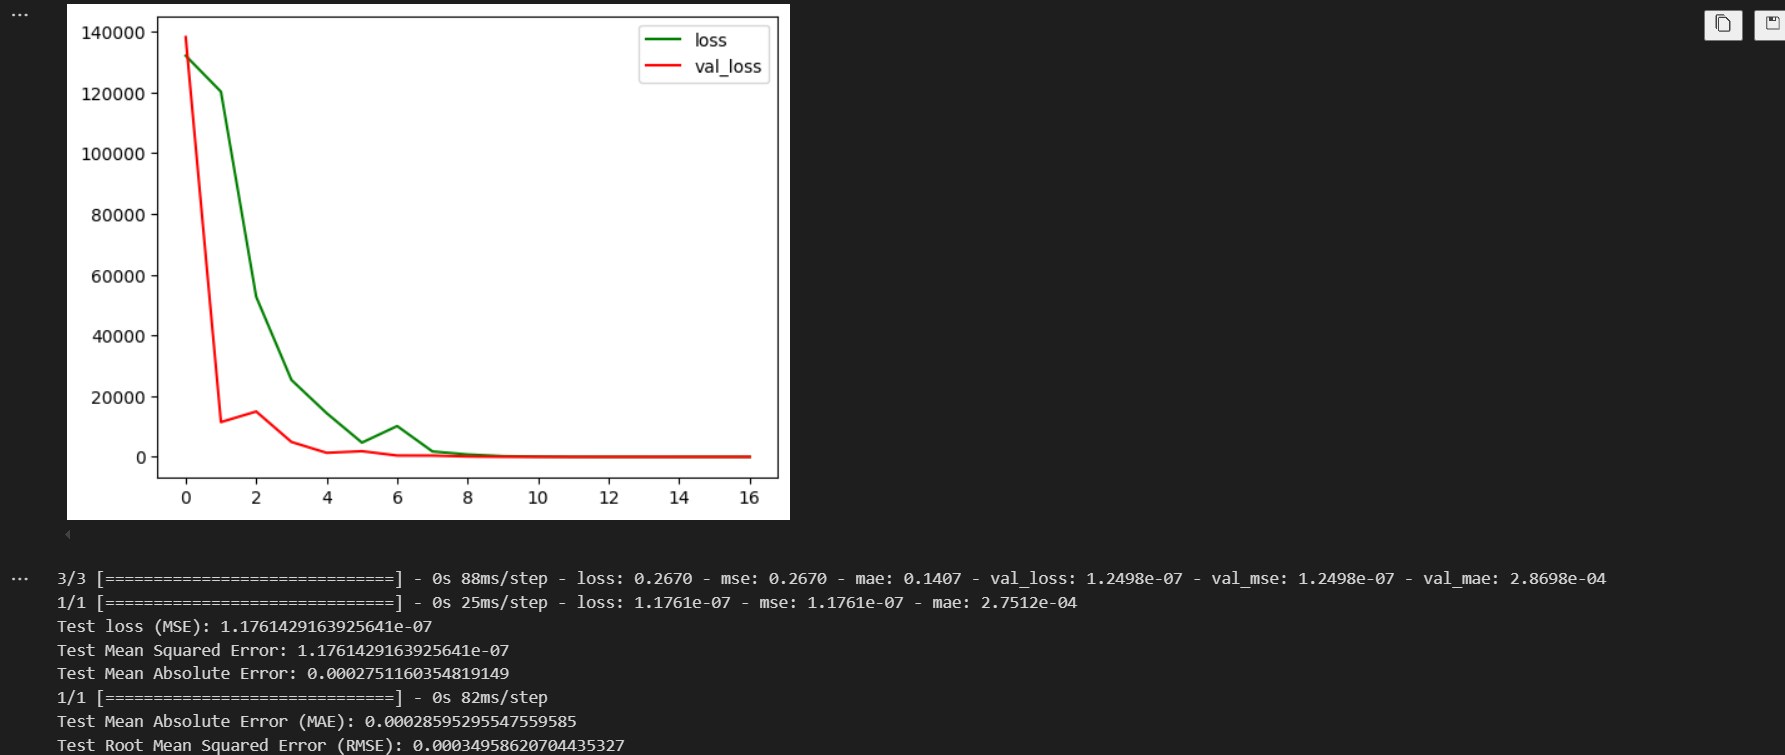 ...
140000
120000
100000
80000
60000
40000
20000
0
loss
val_loss
0 2 4 6 8 10 12 14 16
...
3/3 [==============================] - 0s 88ms/step - loss: 0.2670 - mse: 0.2670 - mae: 0.1407 - val_loss: 1.2498e-07 - val_mse: 1.2498e-07 - val_mae: 2.8698e-04
1/1 [==============================] - 0s 25ms/step - loss: 1.1761e-07 - mse: 1.1761e-07 - mae: 2.7512e-04
Test loss (MSE): 1.1761429163925641e-07
Test Mean Squared Error: 1.1761429163925641e-07
Test Mean Absolute Error: 0.0002751160354819149
1/1 [==============================] - 0s 82ms/step
Test Mean Absolute Error (MAE): 0.00028595295547559585
Test Root Mean Squared Error (RMSE): 0.00034958620704435327